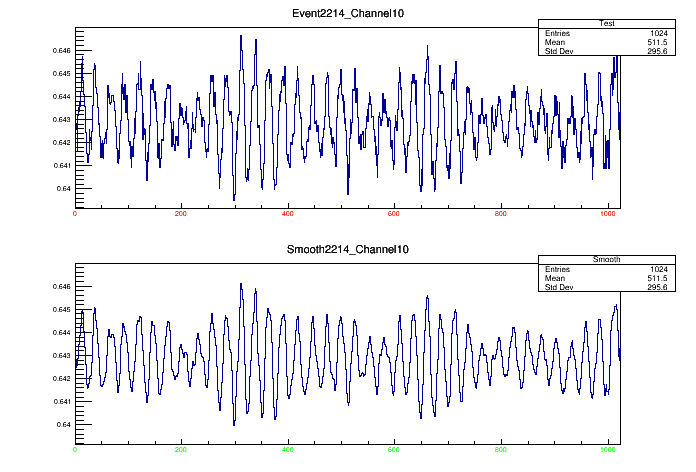 Event2214_Channel10
Test
Entries 1024
Mean 511.5
Std Dev 295.6
0.646
0.645
0.644
0.643
0.642
0.641
0.64
0 200 400 600 800 1000
Smooth2214_Channel10
Smooth
Entries 1024
Mean 511.5
Std Dev 295.6
0.646
0.645
0.644
0.643
0.642
0.641
0.64
0 200 400 600 800 1000